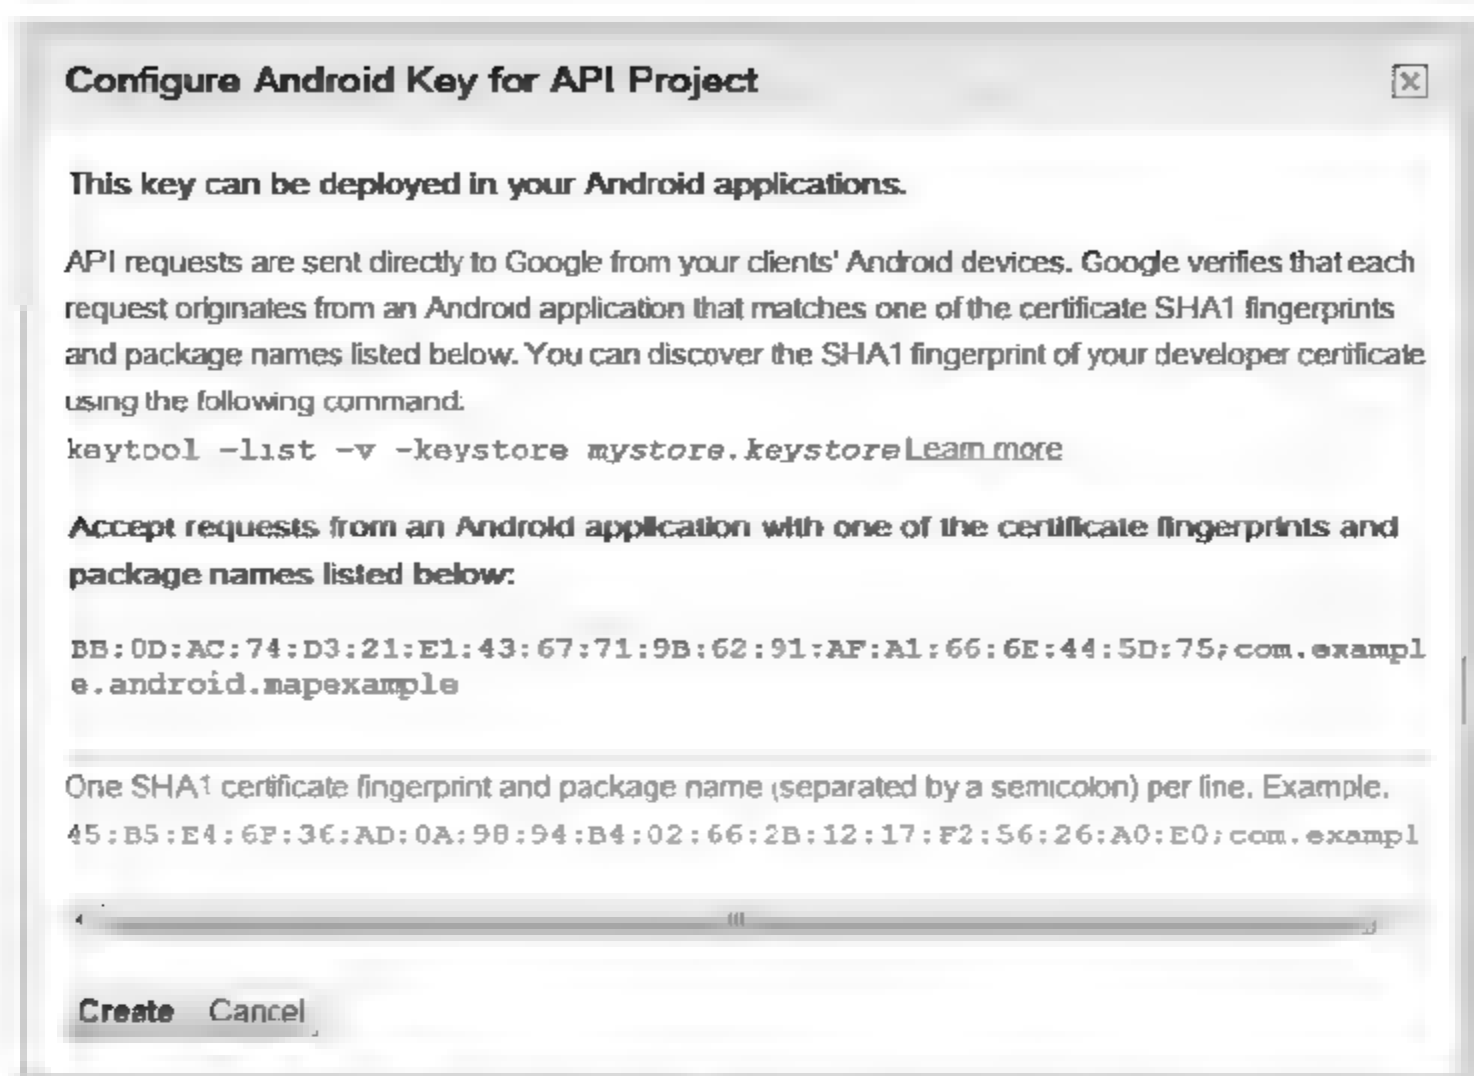 Configure Android Key for API Project
This key can be deployed in your Android applications.
API requests are sent directly to Google from your clients' Android devices. Google verifies that each
request originates from an Android application that matches one of the certificate SHA1 fingerprints
and package names listed below. You can discover the SHA1 fingerprint of your developer certificate
using the following command:
keytool -list -v -keystore mystore.keystore Learn more
Accept requests from an Android application with one of the certificate fingerprints and
package names listed below:
BB:0D:AC:74:D3:21:E1:43:67:71:9B:62:91:AF:A1:66:6E:44:5D:75;com.exampl
e.android.mapexample
One SHA1 certificate fingerprint and package name (separated by a semicolon) per line. Example:
45:B5:E4:6F:36:AD:0A:98:94:B4:02:66:2B:12:17:F2:56:26:A0:E0;com.exampl
Create Cancel